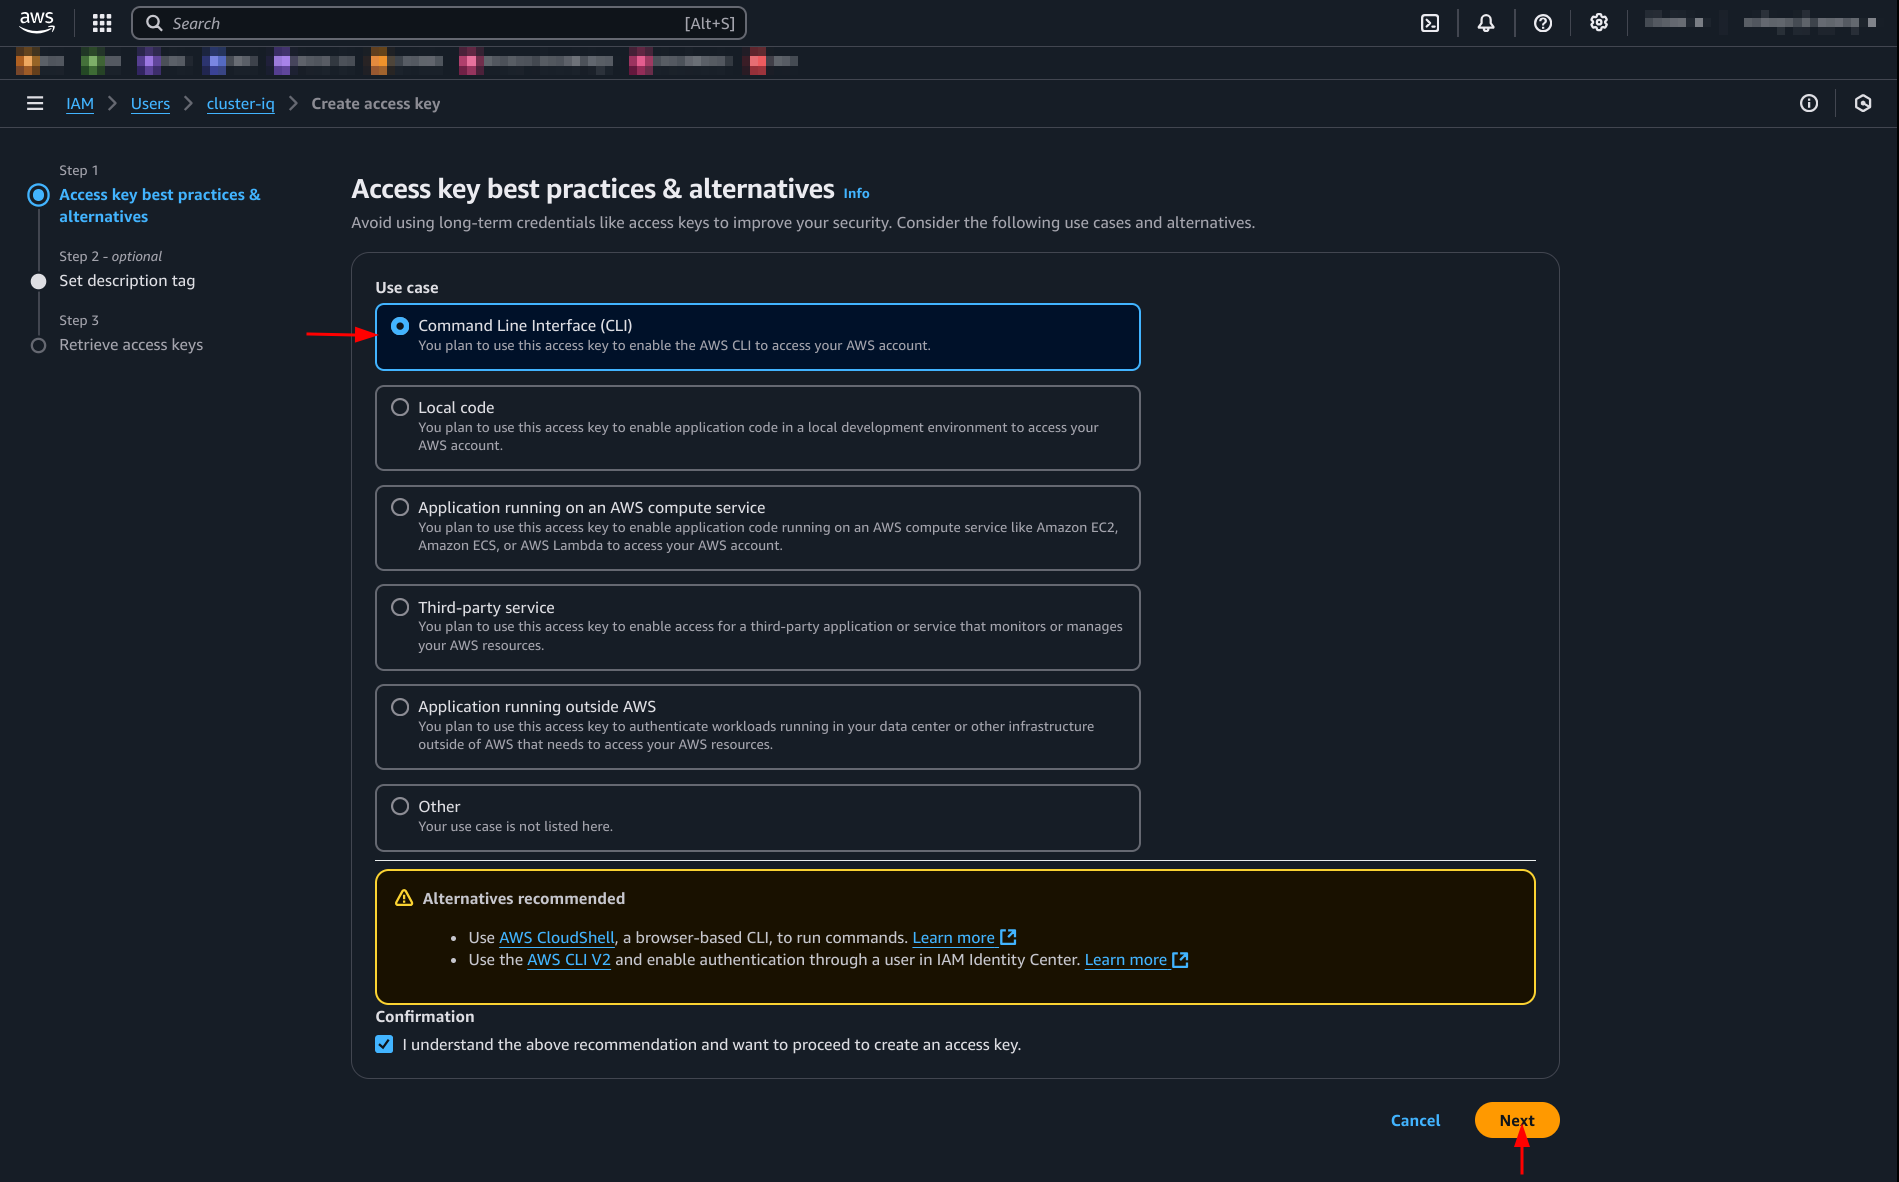 aws
Search [Alt+S]
IAM > Users > cluster-iq > Create access key
Step 1
Access key best practices &
alternatives
Step 2 - optional
Set description tag
Step 3
Retrieve access keys
Access key best practices & alternatives Info
Avoid using long-term credentials like access keys to improve your security. Consider the following use cases and alternatives.
Use case
Command Line Interface (CLI)
You plan to use this access key to enable the AWS CLI to access your AWS account.
Local code
You plan to use this access key to enable application code in a local development environment to access your
AWS account.
Application running on an AWS compute service
You plan to use this access key to enable application code running on an AWS compute service like Amazon EC2,
Amazon ECS, or AWS Lambda to access your AWS account.
Third-party service
You plan to use this access key to enable access for a third-party application or service that monitors or manages
your AWS resources.
Application running outside AWS
You plan to use this access key to authenticate workloads running in your data center or other infrastructure
outside of AWS that needs to access your AWS resources.
Other
Your use case is not listed here.
Alternatives recommended
• Use AWS CloudShell, a browser-based CLI, to run commands. Learn more
• Use the AWS CLI V2 and enable authentication through a user in IAM Identity Center. Learn more
Confirmation
I understand the above recommendation and want to proceed to create an access key.
Cancel
Next